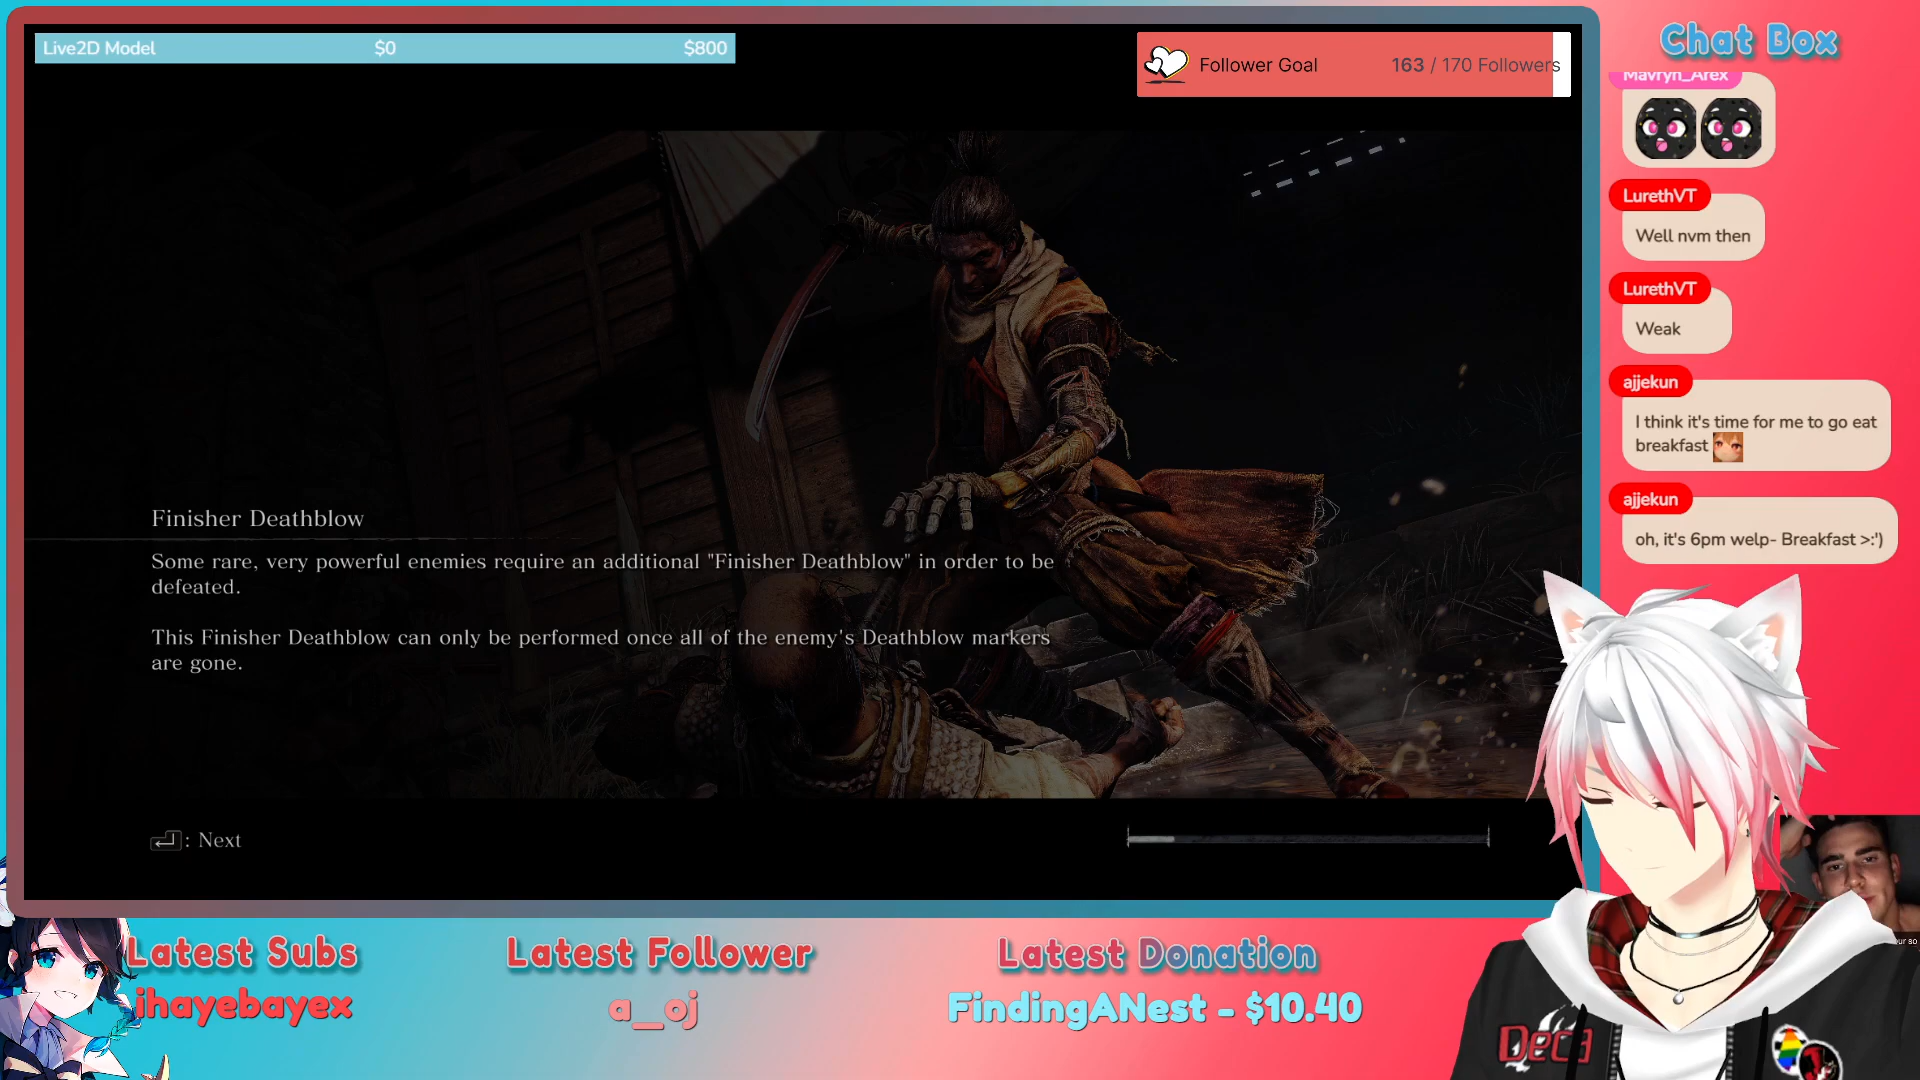 Live2D Model $0 $800
Follower Goal 163 / 170 Followers
Chat Box
Mavryn_Arex
LurethVT
Well nvm then
LurethVT
Weak
ajjekun
I think it's time for me to go eat
breakfast
ajjekun
oh, it's 6pm welp- Breakfast >:')
Finisher Deathblow
Some rare, very powerful enemies require an additional "Finisher Deathblow" in order to be
defeated.
This Finisher Deathblow can only be performed once all of the enemy's Deathblow markers
are gone.
: Next
Latest Subs
ihayebayex
Latest Follower
a__oj
Latest Donation
FindingANest - $10.40
Deca